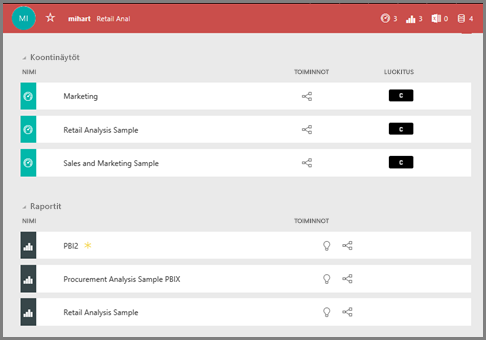 MI mihart Retail Anal 3 3 0 4
Koontinäytöt
NIMI TOIMINNOT LUOKITUS
Marketing C
Retail Analysis Sample C
Sales and Marketing Sample C
Raportit
NIMI TOIMINNOT
PBI2
Procurement Analysis Sample PBIX
Retail Analysis Sample